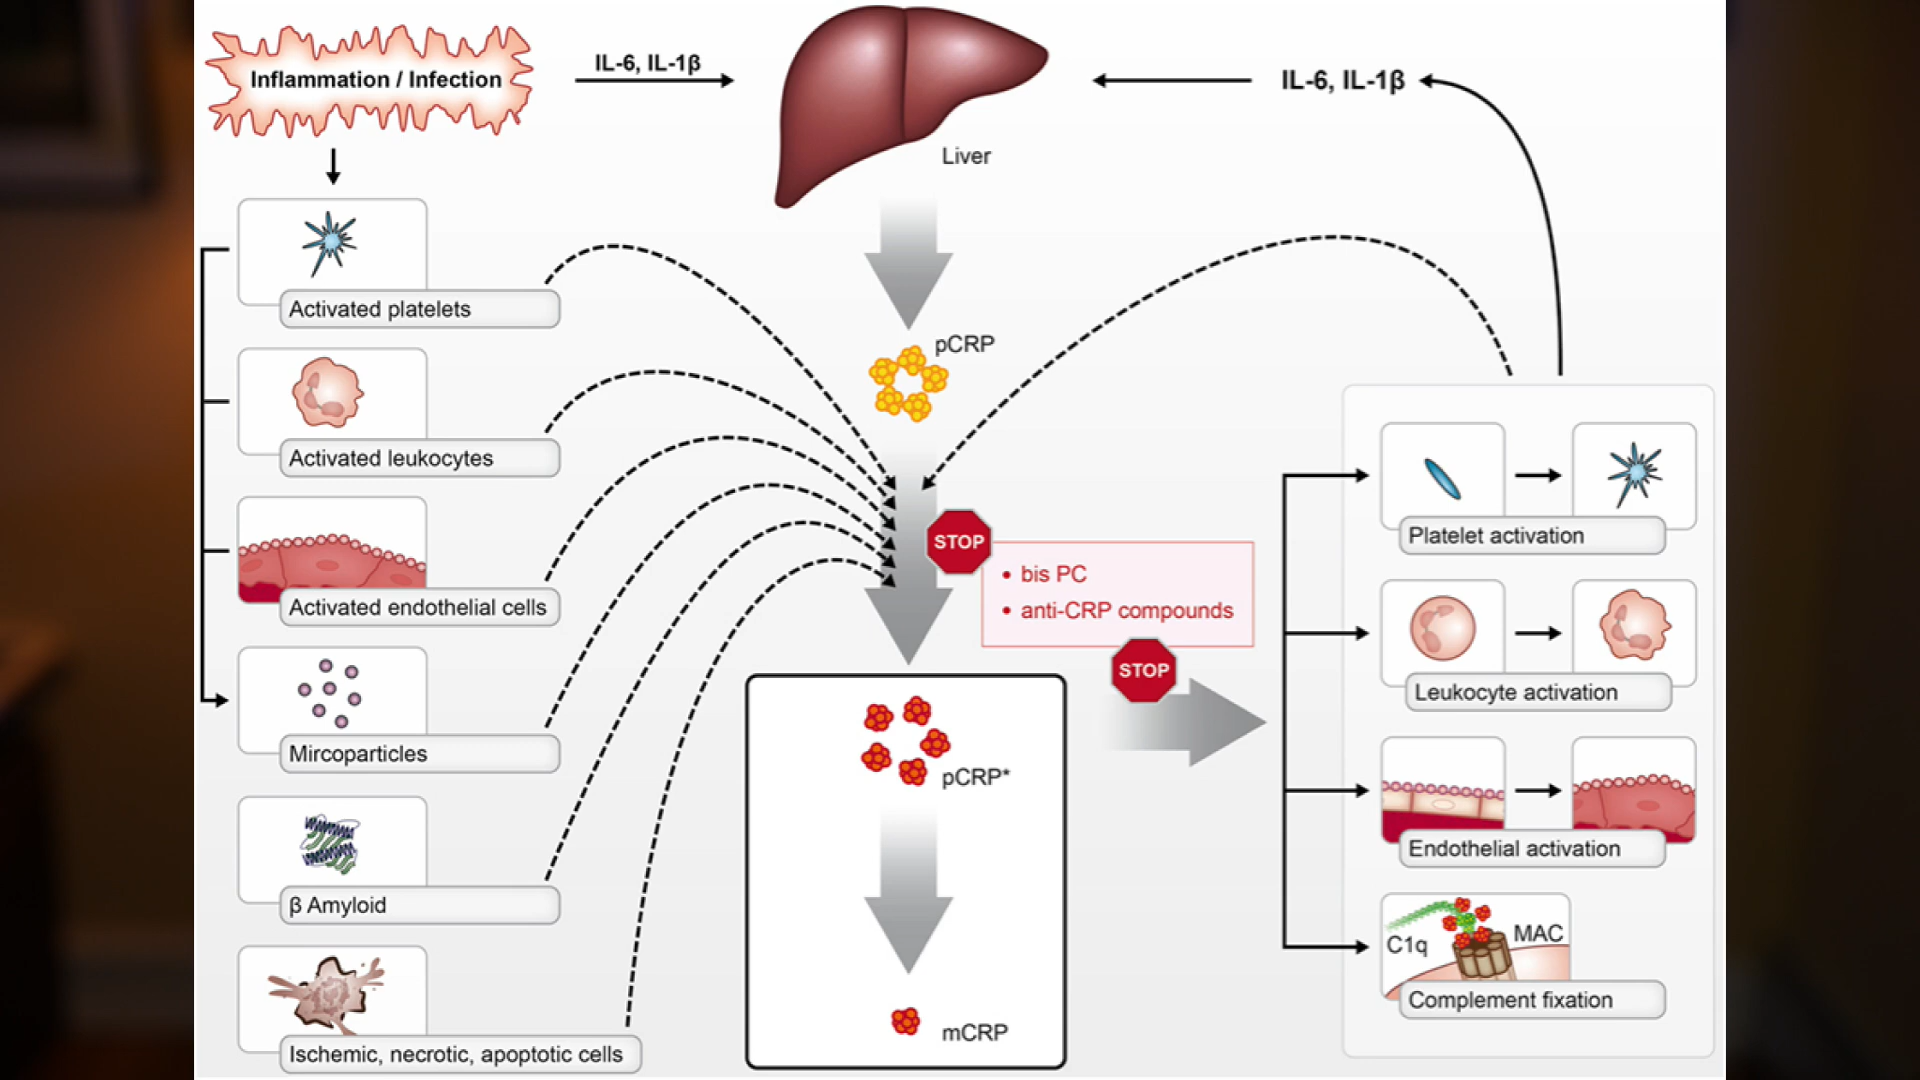 Inflammation / Infection
IL-6, IL-1β
Liver
IL-6, IL-1β
Activated platelets
Activated leukocytes
Activated endothelial cells
Mircoparticles
β Amyloid
Ischemic, necrotic, apoptotic cells
pCRP
STOP
• bis PC
• anti-CRP compounds
STOP
pCRP*
mCRP
Platelet activation
Leukocyte activation
Endothelial activation
C1q
MAC
Complement fixation